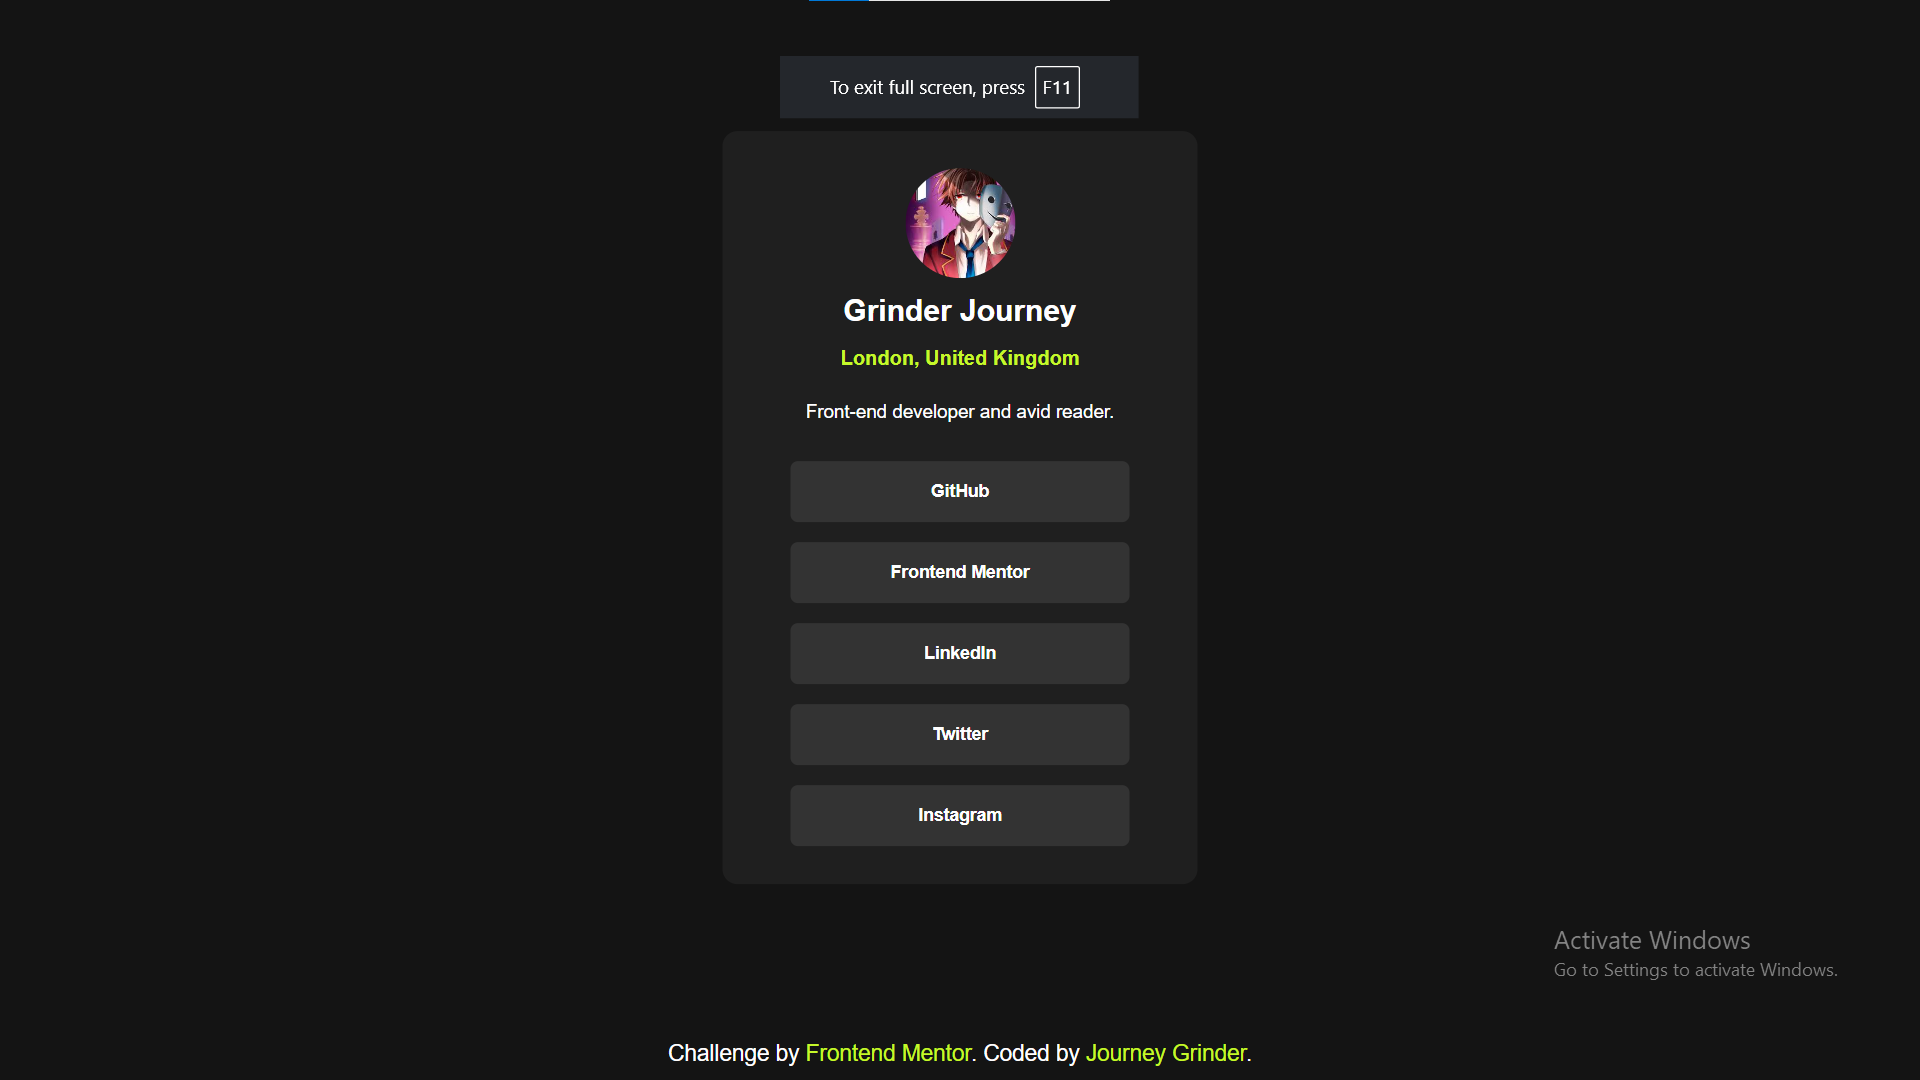 To exit full screen, press F11
Grinder Journey
London, United Kingdom
Front-end developer and avid reader.
GitHub
Frontend Mentor
LinkedIn
Twitter
Instagram
Activate Windows
Go to Settings to activate Windows.
Challenge by Frontend Mentor. Coded by Journey Grinder.